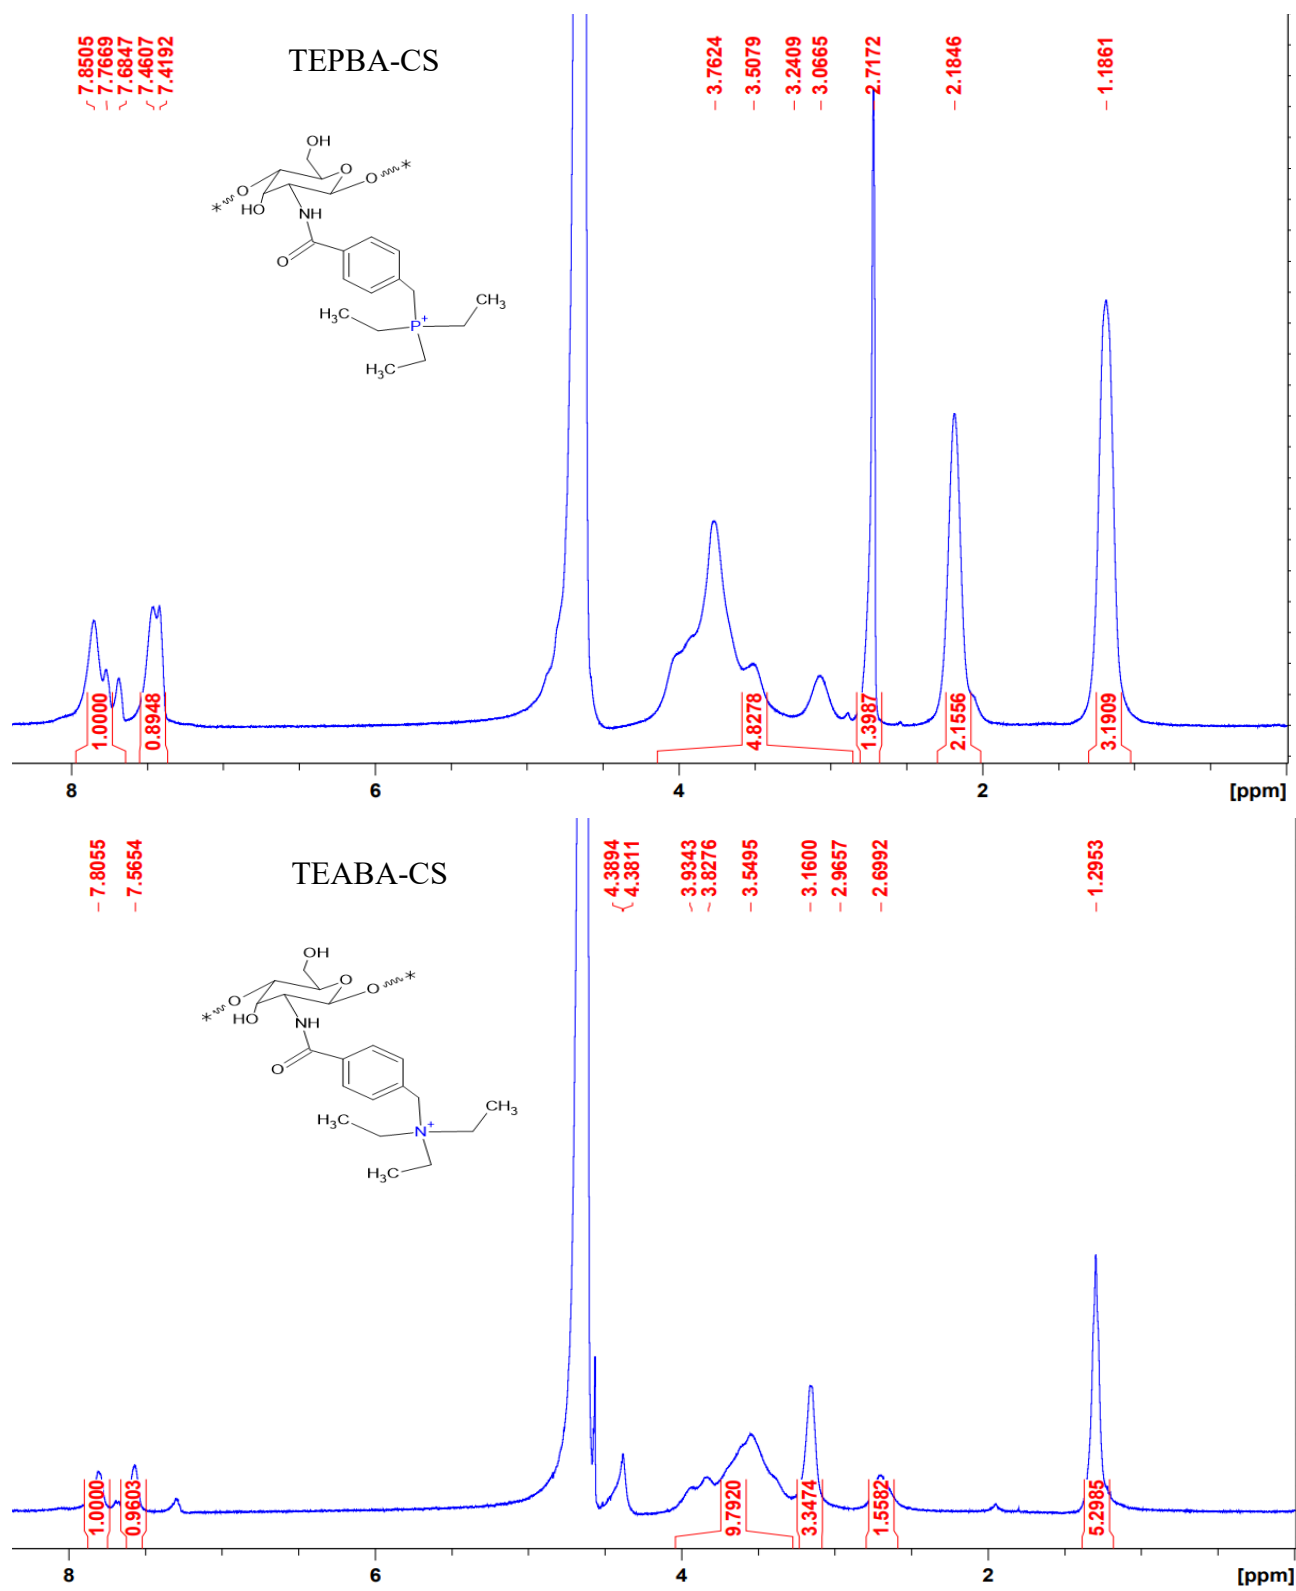 7.8505
7.7669
7.6847
7.4607
7.4192
TEPBA-CS
3.7624
3.5079
3.2409
3.0665
2.7172
2.1846
1.1861
OH
O
O
O
*
*
HO
NH
O
CH₃
H₃C
P⁺
H₃C
1.0000
0.8948
4.8278
1.3987
2.1556
3.1909
8 6 4 2 [ppm]
7.8055
7.5654
TEABA-CS
4.3894
4.3811
3.9343
3.8276
3.5495
3.1600
2.9657
2.6992
1.2953
OH
O
O
O
*
*
HO
NH
O
CH₃
H₃C
N⁺
H₃C
1.0000
0.9603
9.7920
3.3474
1.5582
5.2985
8 6 4 2 [ppm]